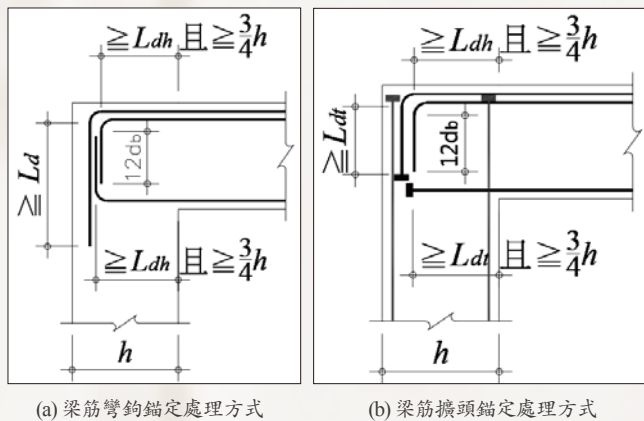 ≧Ldh 且 ≧3/4h
≧Ld
12db
≧Ldh 且 ≧3/4h
h
(a) 梁筋彎鉤錨定處理方式
≧Ldh 且 ≧3/4h
≧Ldt
12db
≧Ldt 且 ≧3/4h
h
(b) 梁筋擴頭錨定處理方式